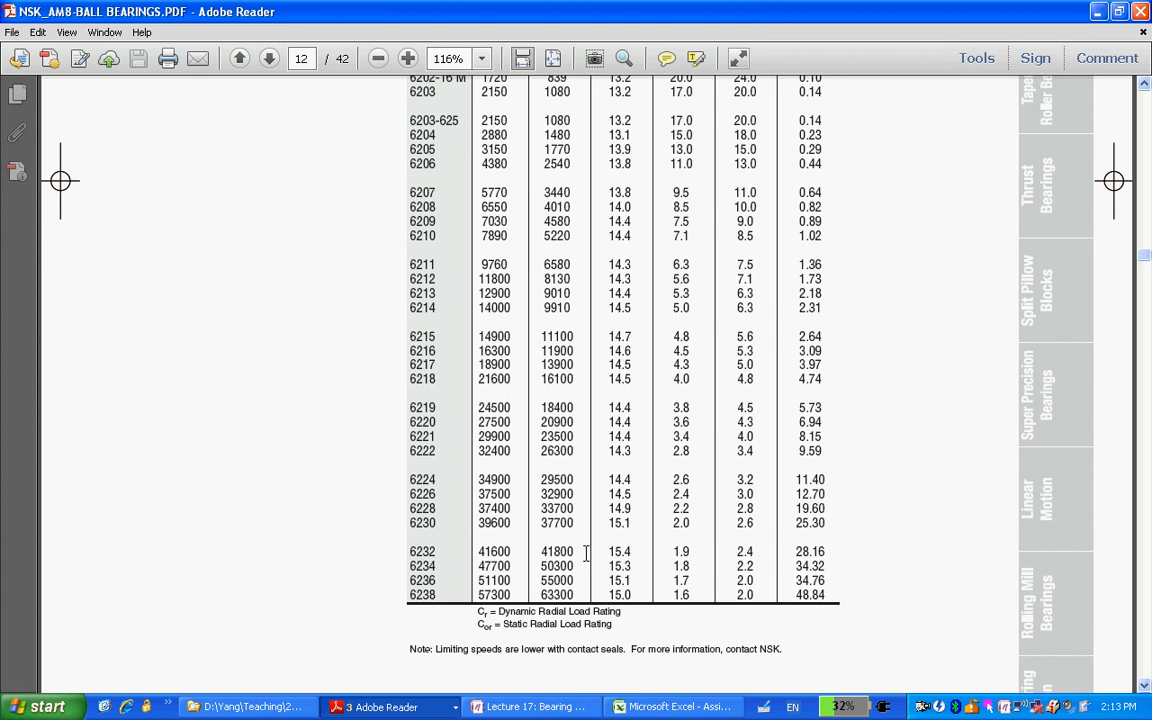 NSK_AM8-BALL BEARINGS.PDF - Adobe Reader
File Edit View Window Help
12 / 42 116% Tools Sign Comment
6202-16 M 1720 839 13.2 20.0 24.0 0.10
6203 2150 1080 13.2 17.0 20.0 0.14
6203-625 2150 1080 13.2 17.0 20.0 0.14
6204 2880 1480 13.1 15.0 18.0 0.23
6205 3150 1770 13.9 13.0 15.0 0.29
6206 4380 2540 13.8 11.0 13.0 0.44
6207 5770 3440 13.8 9.5 11.0 0.64
6208 6550 4010 14.0 8.5 10.0 0.82
6209 7030 4580 14.4 7.5 9.0 0.89
6210 7890 5220 14.4 7.1 8.5 1.02
6211 9760 6580 14.3 6.3 7.5 1.36
6212 11800 8130 14.3 5.6 7.1 1.73
6213 12900 9010 14.4 5.3 6.3 2.18
6214 14000 9910 14.5 5.0 6.3 2.31
6215 14900 11100 14.7 4.8 5.6 2.64
6216 16300 11900 14.6 4.5 5.3 3.09
6217 18900 13900 14.5 4.3 5.0 3.97
6218 21600 16100 14.5 4.0 4.8 4.74
6219 24500 18400 14.4 3.8 4.5 5.73
6220 27500 20900 14.4 3.6 4.3 6.94
6221 29900 23500 14.4 3.4 4.0 8.15
6222 32400 26300 14.3 2.8 3.4 9.59
6224 34900 29500 14.4 2.6 3.2 11.40
6226 37500 32900 14.5 2.4 3.0 12.70
6228 37400 33700 14.9 2.2 2.8 19.60
6230 39600 37700 15.1 2.0 2.6 25.30
6232 41600 41800 15.4 1.9 2.4 28.16
6234 47700 50300 15.3 1.8 2.2 34.32
6236 51100 55000 15.1 1.7 2.0 34.76
6238 57300 63300 15.0 1.6 2.0 48.84
Cr = Dynamic Radial Load Rating
Cor = Static Radial Load Rating
Note: Limiting speeds are lower with contact seals. For more information, contact NSK.
Roller Be
Thrust
Bearings
Split Pillow
Blocks
Super Precision
Bearings
Linear
Motion
Rolling Mill
Bearings
start D:\Yang\Teaching\2... 3 Adobe Reader Lecture 17: Bearing ... Microsoft Excel - Assi... EN 32% 2:13 PM